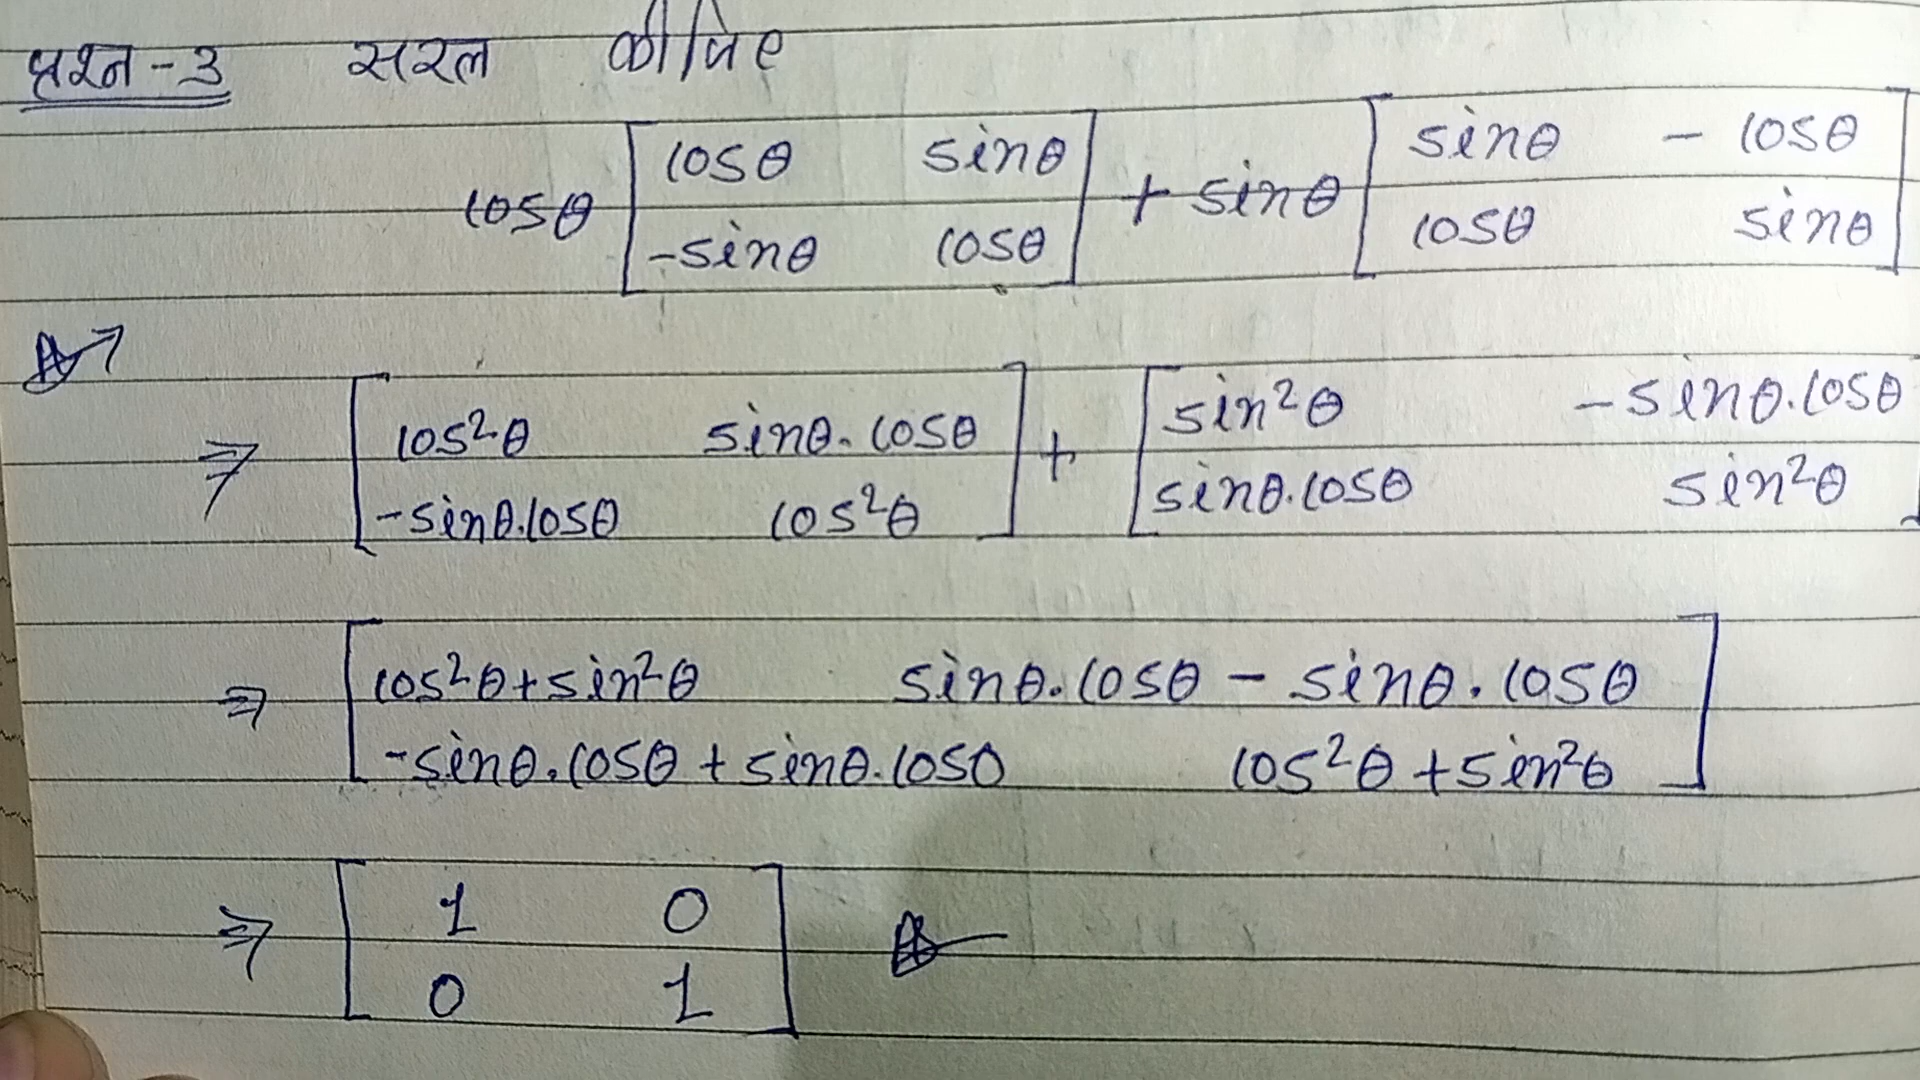 प्रश्न-3 सरल कीजिए
cosθ [cosθ sinθ] + sinθ [sinθ - cosθ]
[-sinθ cosθ] [cosθ sinθ]
⇒ [cos²θ sinθ.cosθ] + [sin²θ -sinθ.cosθ]
[-sinθ.cosθ cos²θ] [sinθ.cosθ sin²θ]
⇒ [cos²θ+sin²θ sinθ.cosθ - sinθ.cosθ]
[-sinθ.cosθ + sinθ.cosθ cos²θ + sin²θ]
⇒ [1 0]
[0 1]